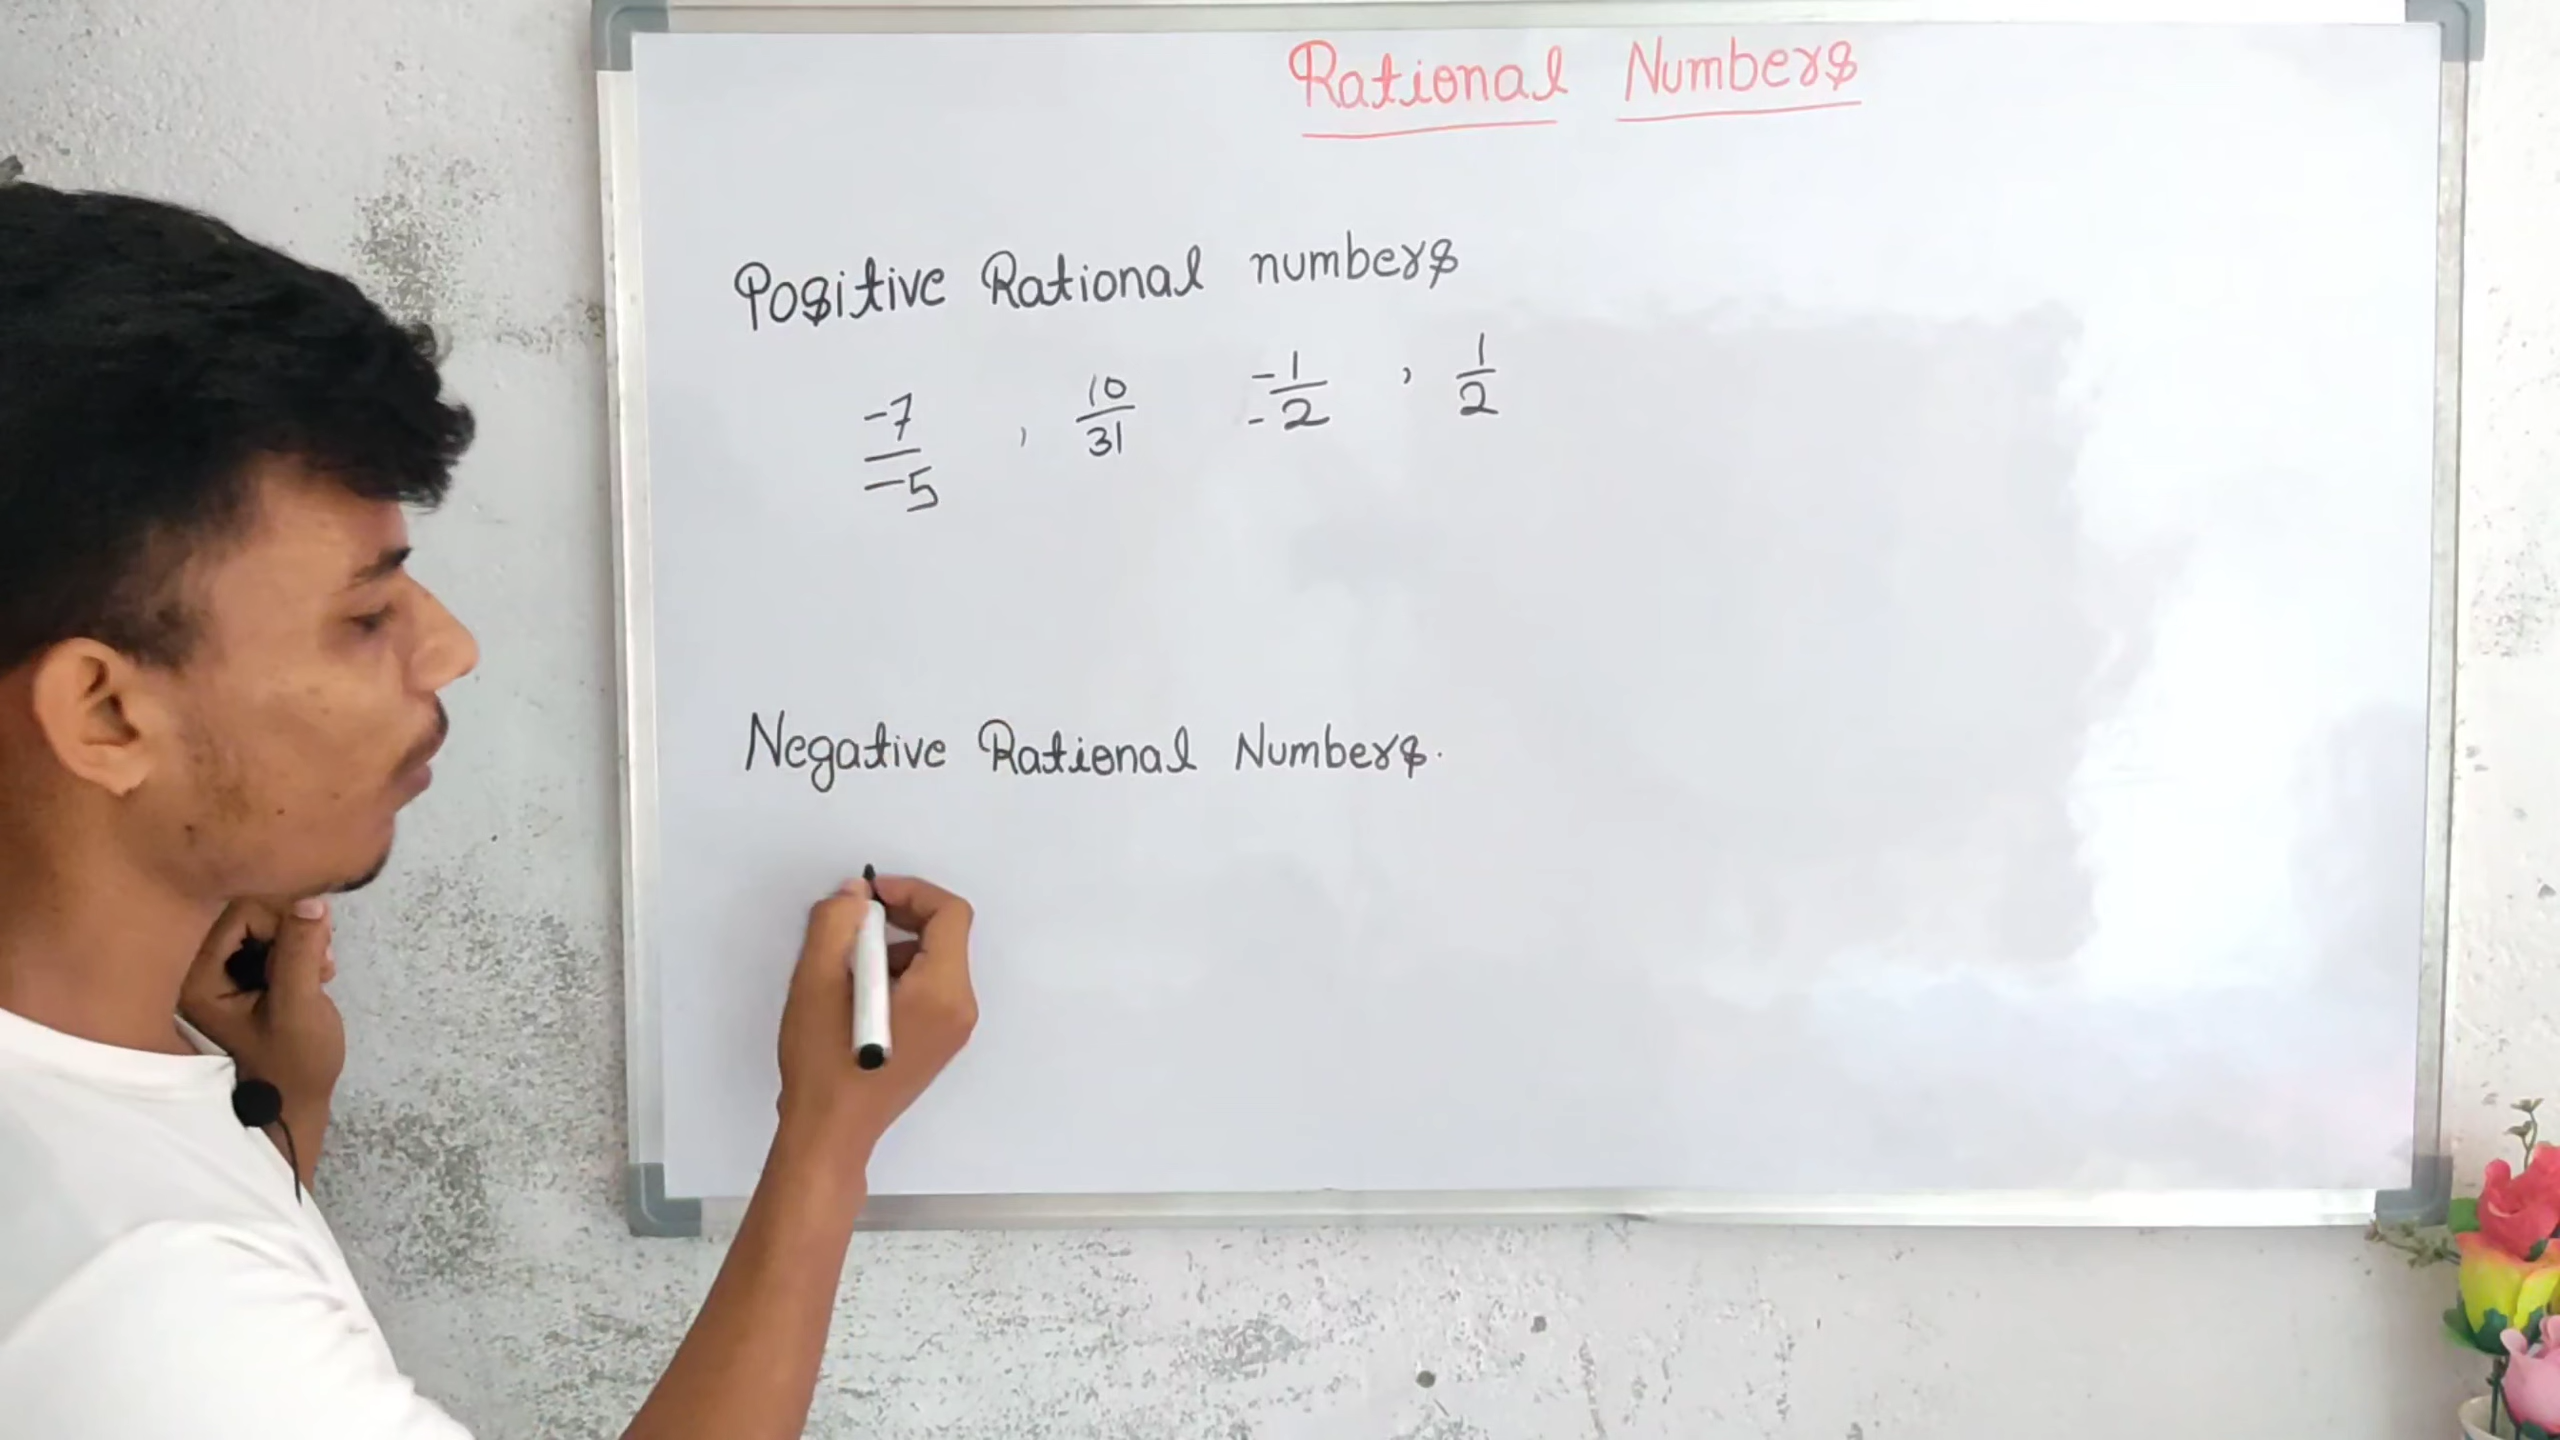 Rational Numbers
Positive Rational numbers
-7/-5 , 10/31 -1/-2 , 1/2
Negative Rational Numbers.